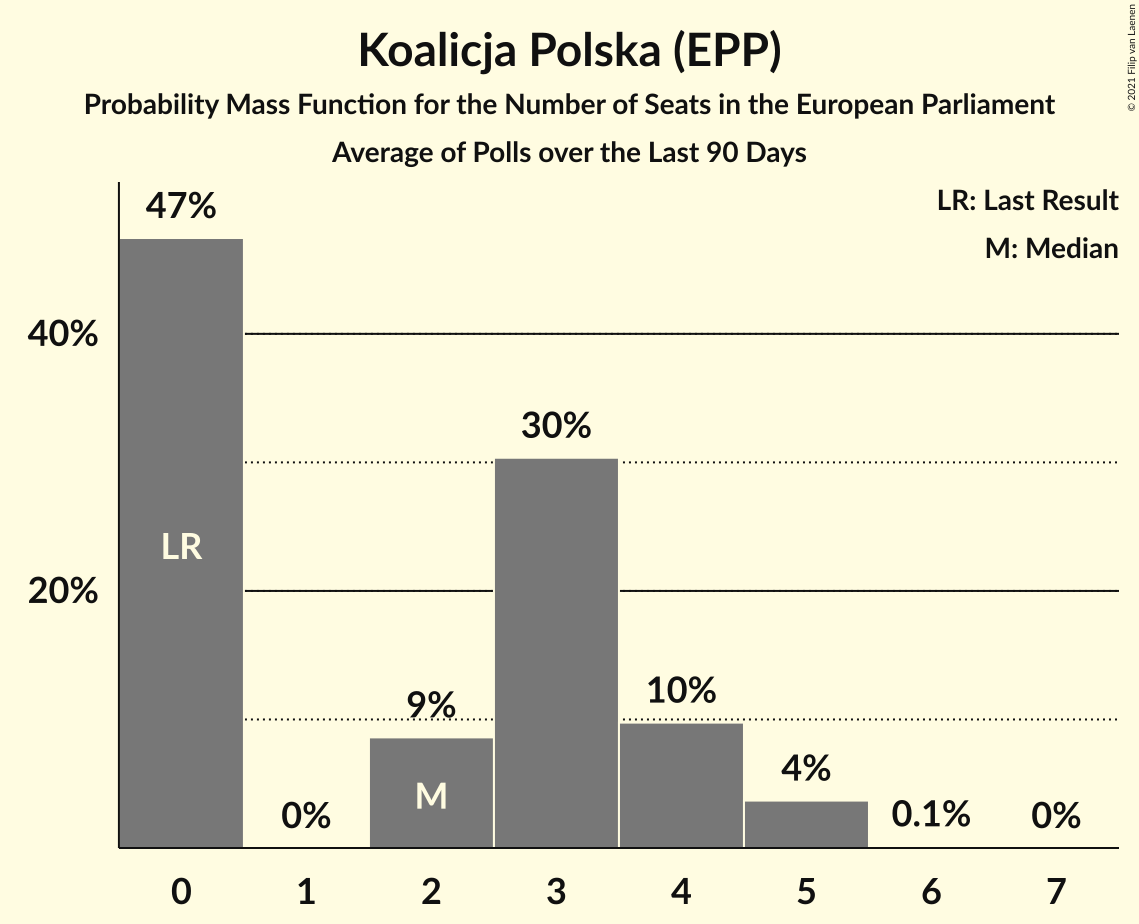 Koalicja Polska (EPP)
Probability Mass Function for the Number of Seats in the European Parliament
Average of Polls over the Last 90 Days
© 2021 Filip van Laenen
LR: Last Result
M: Median
47%
40%
30%
LR
20%
10%
9%
4%
M
0%
0.1%
0%
0 1 2 3 4 5 6 7